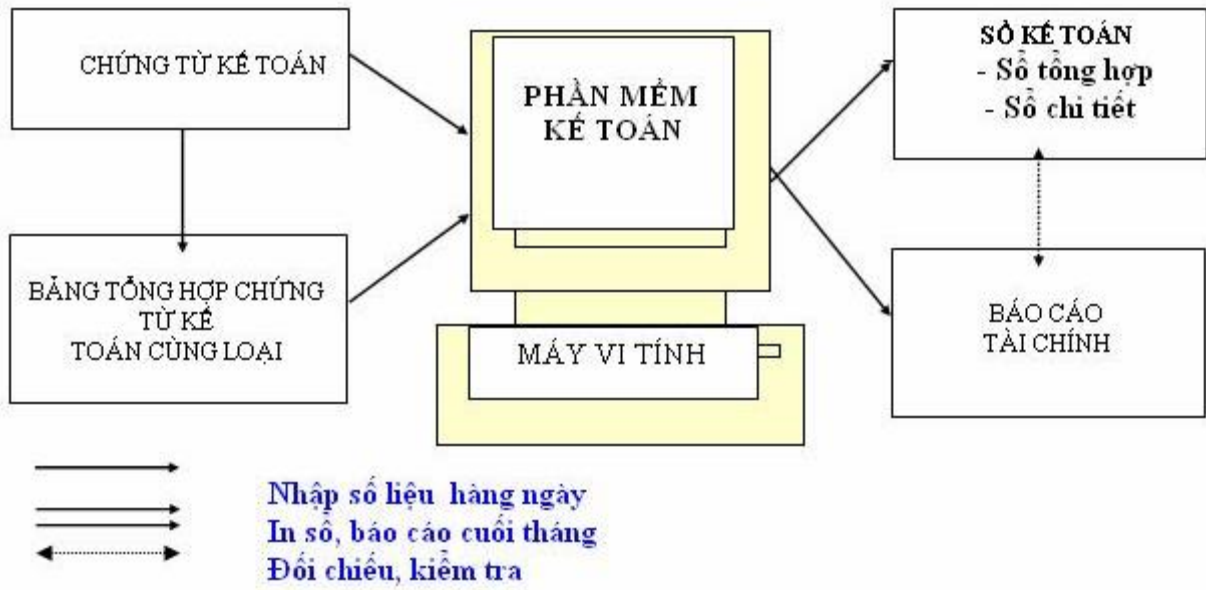 CHỨNG TỪ KẾ TOÁN
BẢNG TỔNG HỢP CHỨNG
TỪ KẾ
TOÁN CÙNG LOẠI
PHẦN MỀM
KẾ TOÁN
MÁY VI TÍNH
SỔ KẾ TOÁN
- Sổ tổng hợp
- Sổ chi tiết
BÁO CÁO
TÀI CHÍNH
Nhập số liệu hàng ngày
In sổ, báo cáo cuối tháng
Đối chiếu, kiểm tra